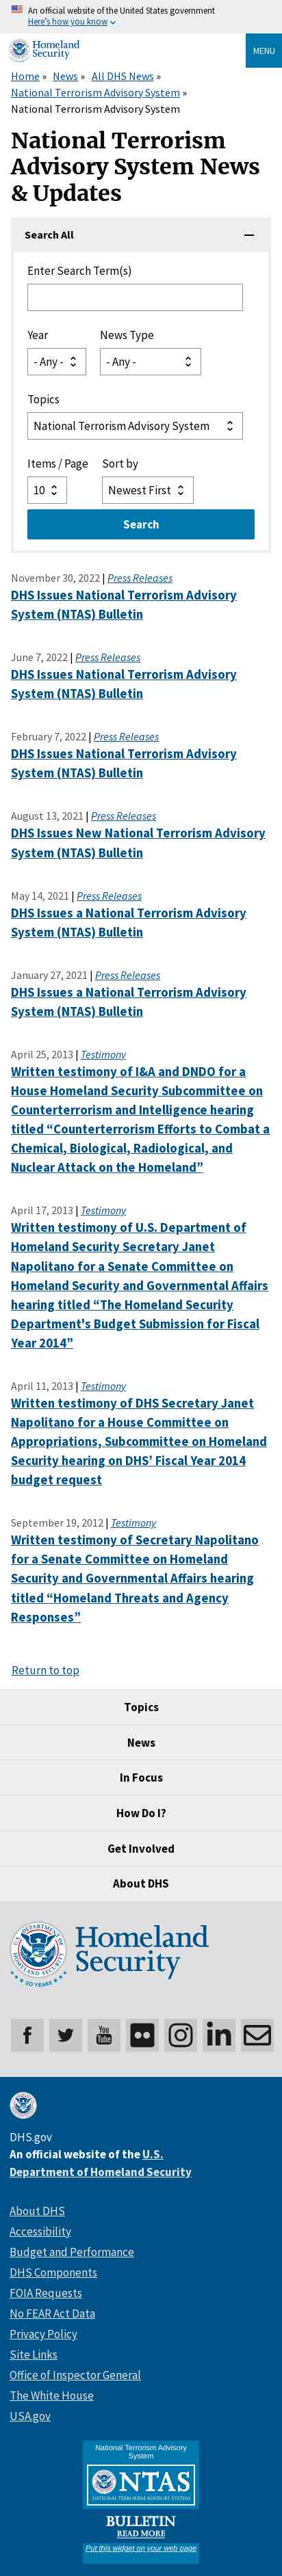 An official website of the United States government
Here's how you know
Homeland
Security
MENU
Home » News » All DHS News »
National Terrorism Advisory System »
National Terrorism Advisory System
National Terrorism
Advisory System News
& Updates
Search All
Enter Search Term(s)
Year News Type
- Any - - Any -
Topics
National Terrorism Advisory System
Items / Page Sort by
10 Newest First
Search
November 30, 2022 | Press Releases
DHS Issues National Terrorism Advisory
System (NTAS) Bulletin
June 7, 2022 | Press Releases
DHS Issues National Terrorism Advisory
System (NTAS) Bulletin
February 7, 2022 | Press Releases
DHS Issues National Terrorism Advisory
System (NTAS) Bulletin
August 13, 2021 | Press Releases
DHS Issues New National Terrorism Advisory
System (NTAS) Bulletin
May 14, 2021 | Press Releases
DHS Issues a National Terrorism Advisory
System (NTAS) Bulletin
January 27, 2021 | Press Releases
DHS Issues a National Terrorism Advisory
System (NTAS) Bulletin
April 25, 2013 | Testimony
Written testimony of I&A and DNDO for a
House Homeland Security Subcommittee on
Counterterrorism and Intelligence hearing
titled “Counterterrorism Efforts to Combat a
Chemical, Biological, Radiological, and
Nuclear Attack on the Homeland”
April 17, 2013 | Testimony
Written testimony of U.S. Department of
Homeland Security Secretary Janet
Napolitano for a Senate Committee on
Homeland Security and Governmental Affairs
hearing titled “The Homeland Security
Department's Budget Submission for Fiscal
Year 2014”
April 11, 2013 | Testimony
Written testimony of DHS Secretary Janet
Napolitano for a House Committee on
Appropriations, Subcommittee on Homeland
Security hearing on DHS’ Fiscal Year 2014
budget request
September 19, 2012 | Testimony
Written testimony of Secretary Napolitano
for a Senate Committee on Homeland
Security and Governmental Affairs hearing
titled “Homeland Threats and Agency
Responses”
Return to top
Topics
News
In Focus
How Do I?
Get Involved
About DHS
Homeland
Security
20 YEARS
You
Tube
DHS.gov
An official website of the U.S.
Department of Homeland Security
About DHS
Accessibility
Budget and Performance
DHS Components
FOIA Requests
No FEAR Act Data
Privacy Policy
Site Links
Office of Inspector General
The White House
USA.gov
National Terrorism Advisory
System
NTAS
NATIONAL TERRORISM ADVISORY SYSTEM
BULLETIN
READ MORE
Put this widget on your web page